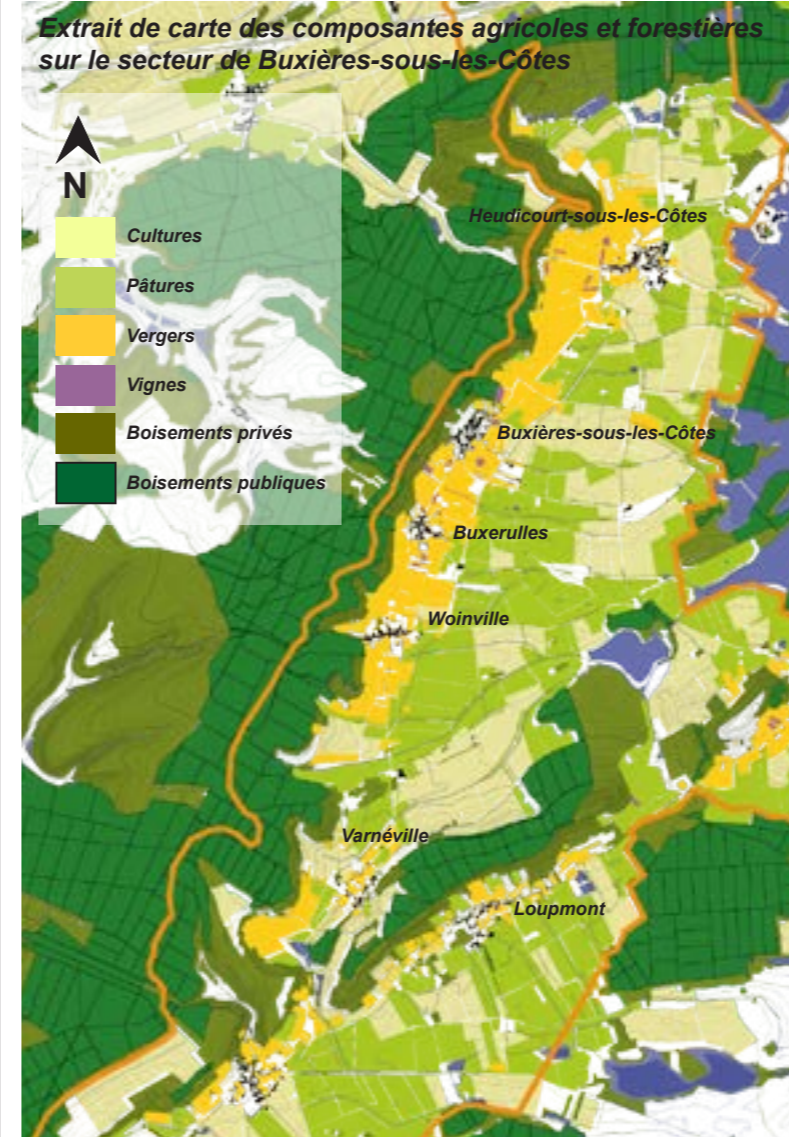 Extrait de carte des composantes agricoles et forestières
sur le secteur de Buxières-sous-les-Côtes
N
Cultures
Pâtures
Vergers
Vignes
Boisements privés
Boisements publiques
Heudicourt-sous-les-Côtes
Buxières-sous-les-Côtes
Buxerulles
Woinville
Varnéville
Loupmont